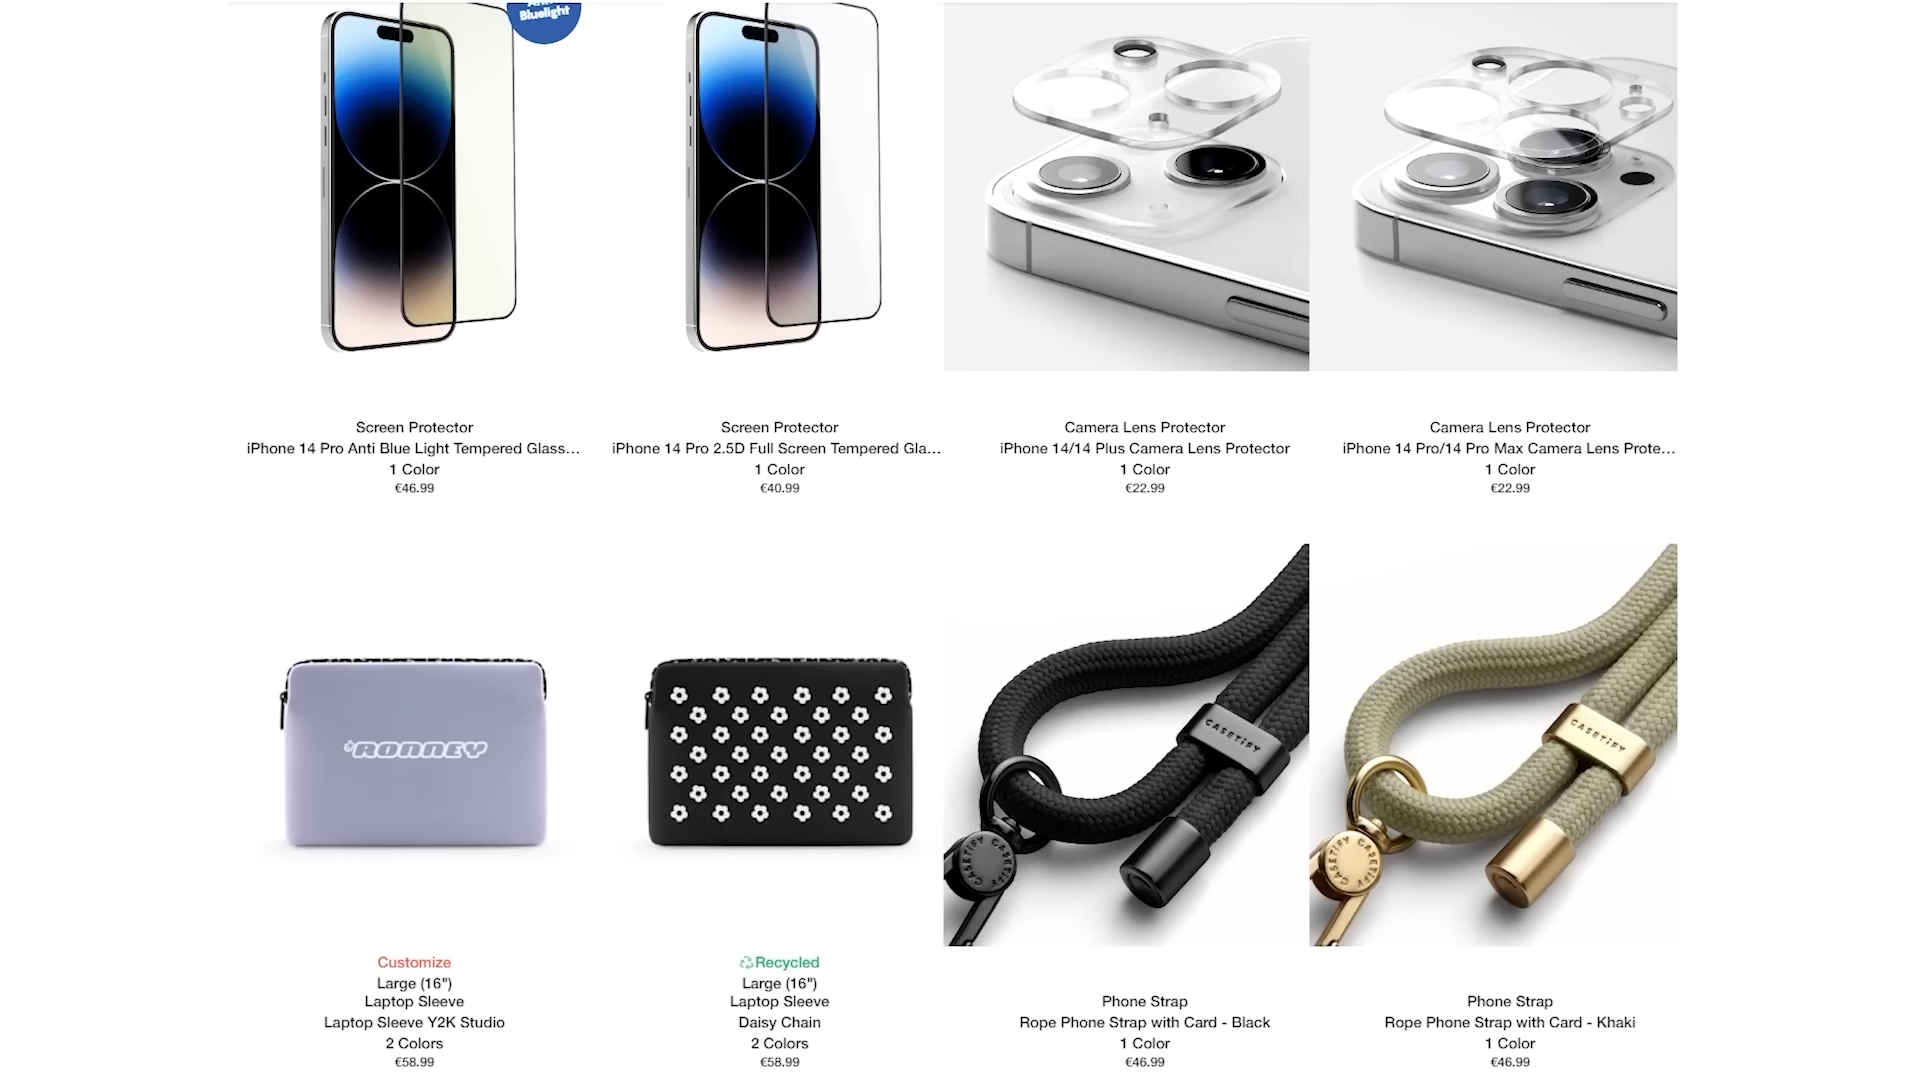 Bluelight
Screen Protector
iPhone 14 Pro Anti Blue Light Tempered Glass...
1 Color
€46.99
Screen Protector
iPhone 14 Pro 2.5D Full Screen Tempered Gla...
1 Color
€40.99
Camera Lens Protector
iPhone 14/14 Plus Camera Lens Protector
1 Color
€22.99
Camera Lens Protector
iPhone 14 Pro/14 Pro Max Camera Lens Prote...
1 Color
€22.99
RONNEY
Customize
Large (16")
Laptop Sleeve
Laptop Sleeve Y2K Studio
2 Colors
€58.99
Recycled
Large (16")
Laptop Sleeve
Daisy Chain
2 Colors
€58.99
CASETiFY
CASETiFY CASETiFY
Phone Strap
Rope Phone Strap with Card - Black
1 Color
€46.99
CASETiFY
CASETiFY CASETiFY
Phone Strap
Rope Phone Strap with Card - Khaki
1 Color
€46.99